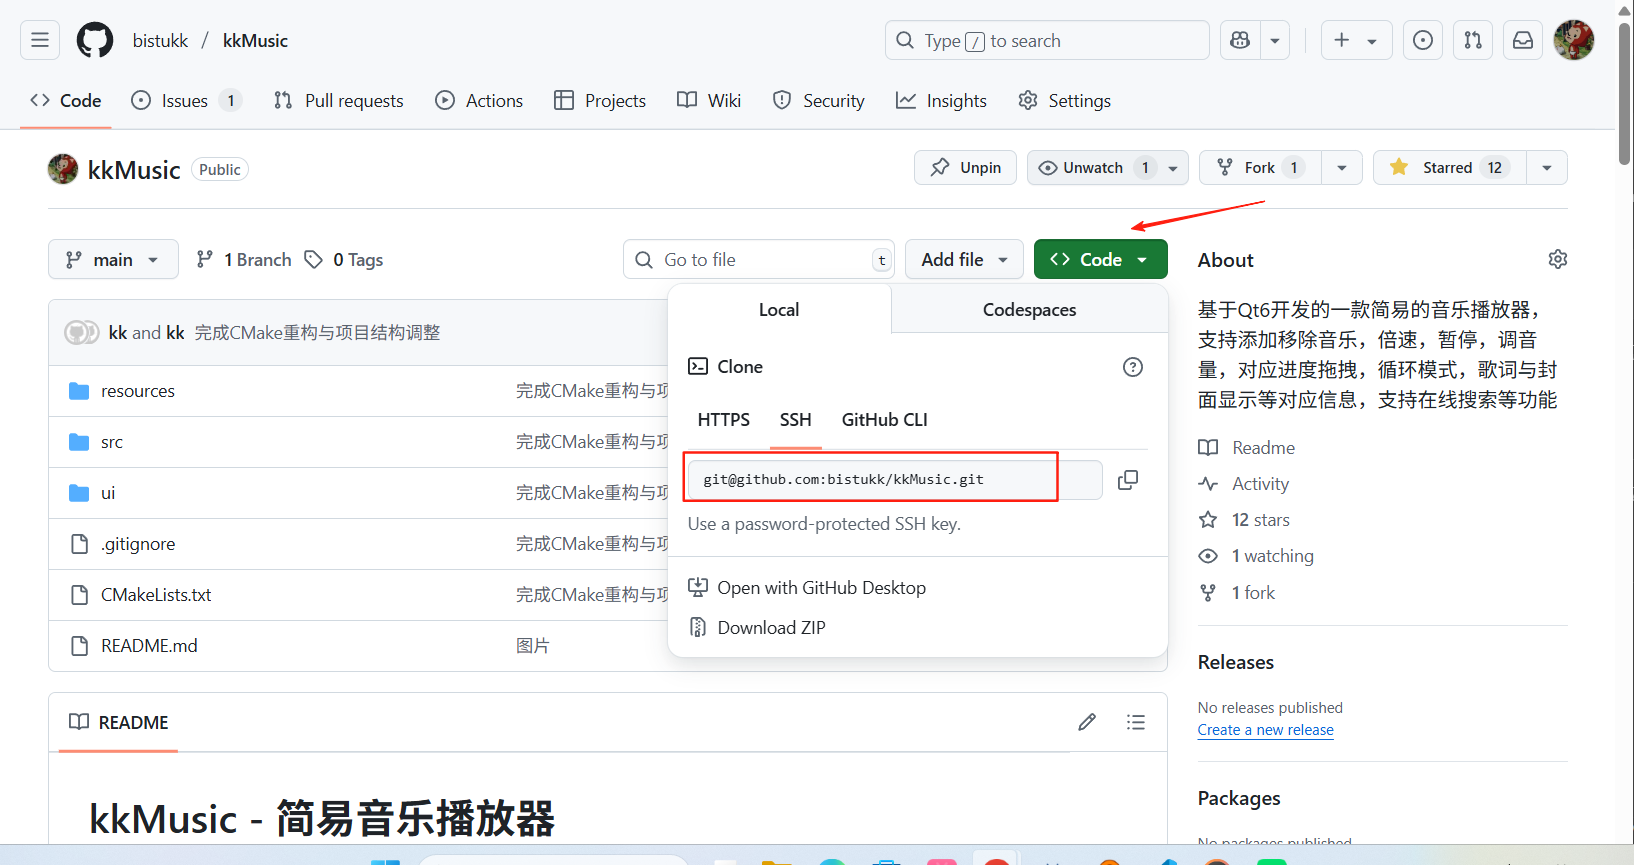 bistukk / kkMusic
Type / to search
Code
Issues 1
Pull requests
Actions
Projects
Wiki
Security
Insights
Settings
kkMusic Public
Unpin
Unwatch 1
Fork 1
Starred 12
main
1 Branch
0 Tags
Go to file t
Add file
Code
Local
Codespaces
Clone
HTTPS
SSH
GitHub CLI
git@github.com:bistukk/kkMusic.git
Use a password-protected SSH key.
Open with GitHub Desktop
Download ZIP
kk and kk 完成CMake重构与项目结构调整
resources 完成CMake重构与项
src 完成CMake重构与项
ui 完成CMake重构与项
.gitignore 完成CMake重构与项
CMakeLists.txt 完成CMake重构与项
README.md 图片
README
kkMusic - 简易音乐播放器
About
基于Qt6开发的一款简易的音乐播放器，
支持添加移除音乐，倍速，暂停，调音
量，对应进度拖拽，循环模式，歌词与封
面显示等对应信息，支持在线搜索等功能
Readme
Activity
12 stars
1 watching
1 fork
Releases
No releases published
Create a new release
Packages
No packages published